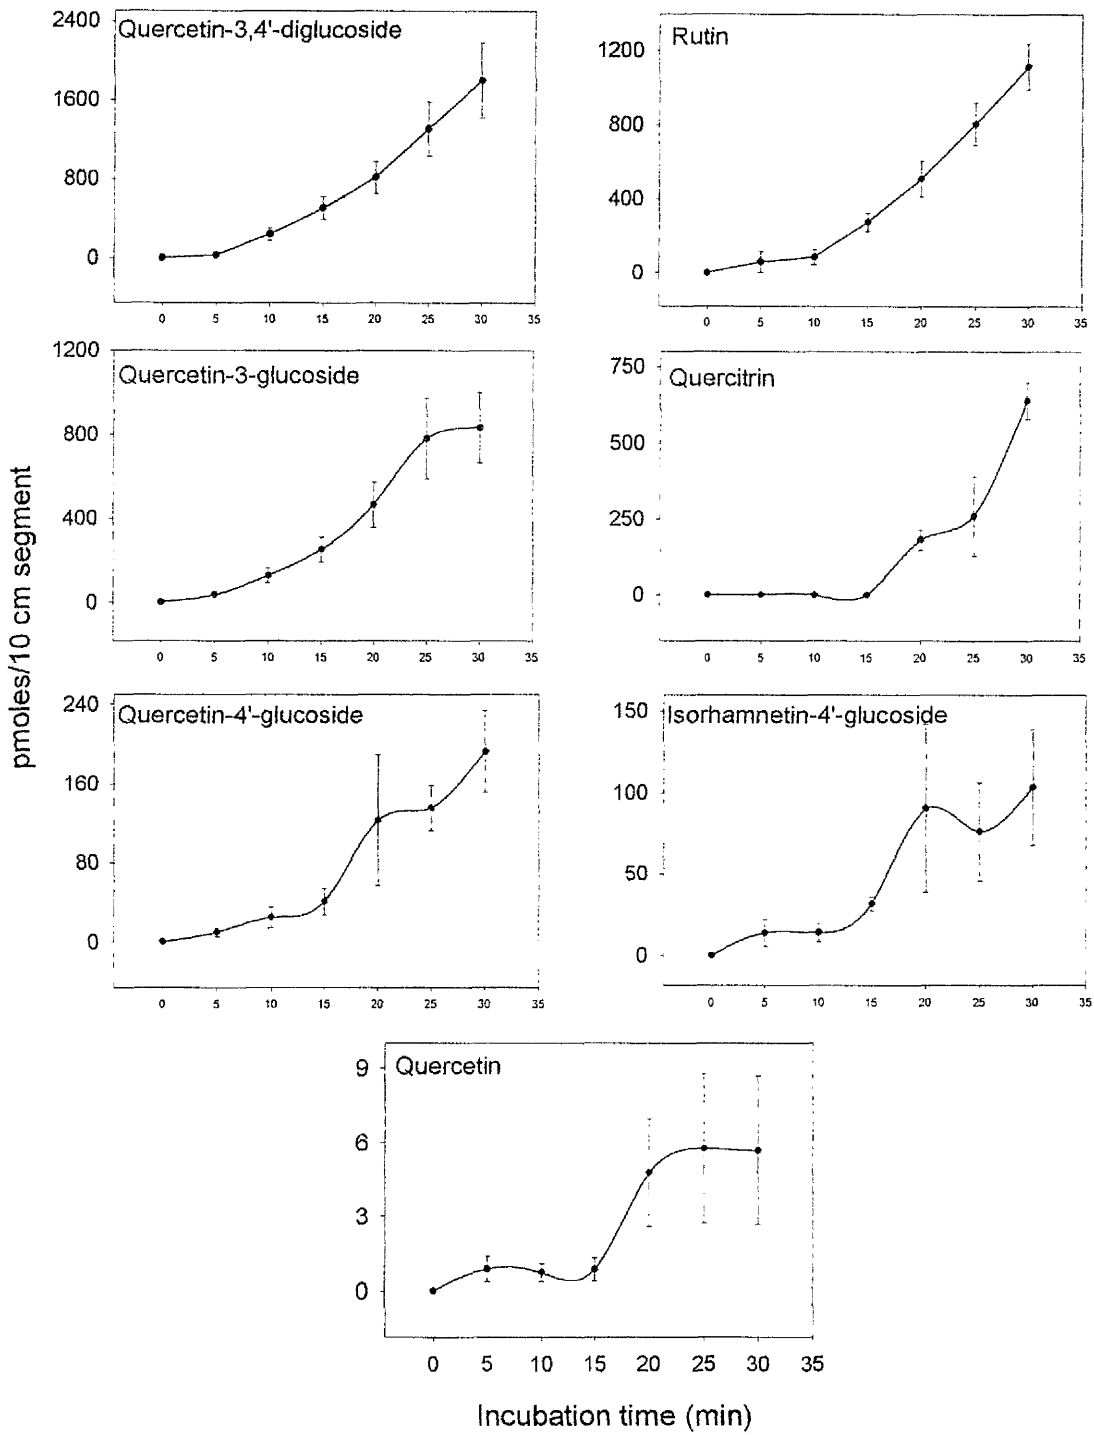 Quercetin-3,4'-diglucoside
2400
1600
800
0
0 5 10 15 20 25 30 35
Rutin
1200
800
400
0
0 5 10 15 20 25 30 35
Quercetin-3-glucoside
1200
800
400
0
0 5 10 15 20 25 30 35
Quercitrin
750
500
250
0
0 5 10 15 20 25 30 35
pmoles/10 cm segment
Quercetin-4'-glucoside
240
160
80
0
0 5 10 15 20 25 30 35
Isorhamnetin-4'-glucoside
150
100
50
0
0 5 10 15 20 25 30 35
Quercetin
9
6
3
0
0 5 10 15 20 25 30 35
Incubation time (min)